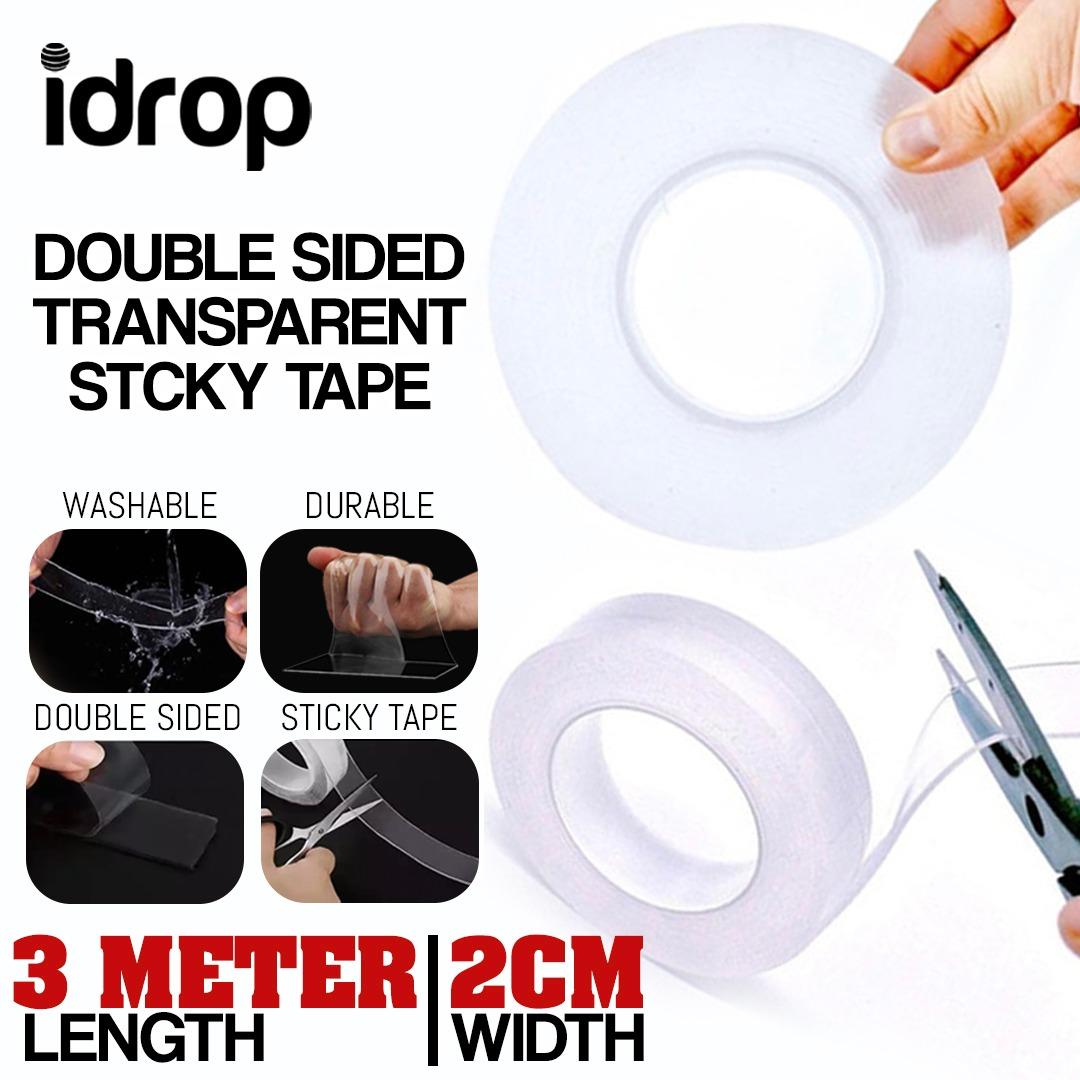 idrop
DOUBLE SIDED
TRANSPARENT
STCKY TAPE
WASHABLE
DURABLE
DOUBLE SIDED
STICKY TAPE
3 METER
LENGTH
2CM
WIDTH